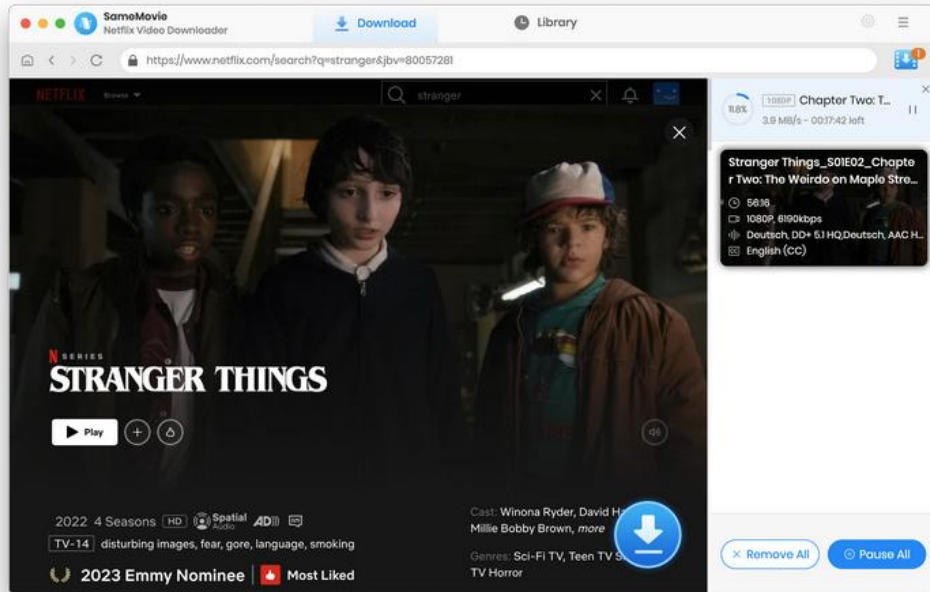 SameMovie
Netflix Video Downloader
Download
Library
https://www.netflix.com/search?q=stranger&jbv=80057281
NETFLIX
Browse
stranger
11.8%
1080P Chapter Two: T...
3.9 MB/s - 00:17:42 left
Stranger Things_S01E02_Chapte
r Two: The Weirdo on Maple Stre...
56:16
1080P, 6190kbps
Deutsch, DD+ 5.1 HQ,Deutsch, AAC H...
CC English (CC)
N SERIES
STRANGER THINGS
Play
2022 4 Seasons HD Spatial Audio AD
TV-14 disturbing images, fear, gore, language, smoking
2023 Emmy Nominee Most Liked
Cast: Winona Ryder, David Ha
Millie Bobby Brown, more
Genres: Sci-Fi TV, Teen TV S
TV Horror
Remove All
Pause All